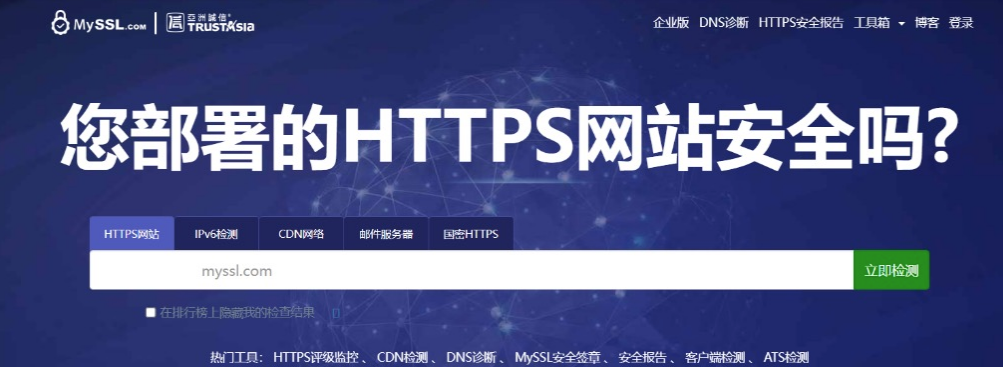 MySSL.COM | 亞洲誠信 TRUSTAsia
企业版 DNS诊断 HTTPS安全报告 工具箱 博客 登录
您部署的HTTPS网站安全吗?
HTTPS网站 IPv6检测 CDN网络 邮件服务器 国密HTTPS
myssl.com 立即检测
在排行榜上隐藏我的检查结果
热门工具: HTTPS评级监控 、 CDN检测 、 DNS诊断 、 MySSL安全签章 、 安全报告 、 客户端检测 、 ATS检测